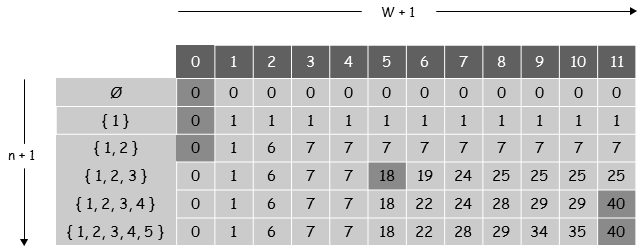 W + 1
0 1 2 3 4 5 6 7 8 9 10 11
Ø 0 0 0 0 0 0 0 0 0 0 0 0
{ 1 } 0 1 1 1 1 1 1 1 1 1 1 1
{ 1, 2 } 0 1 6 7 7 7 7 7 7 7 7 7
n + 1
{ 1, 2, 3 } 0 1 6 7 7 18 19 24 25 25 25 25
{ 1, 2, 3, 4 } 0 1 6 7 7 18 22 24 28 29 29 40
{ 1, 2, 3, 4, 5 } 0 1 6 7 7 18 22 28 29 34 35 40